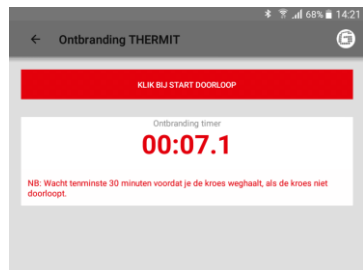 68% 14:21
Ontbranding THERMIT
KLIK BIJ START DOORLOOP
Ontbranding timer
00:07.1
NB: Wacht tenminste 30 minuten voordat je de kroes weghaalt, als de kroes niet
doorloopt.